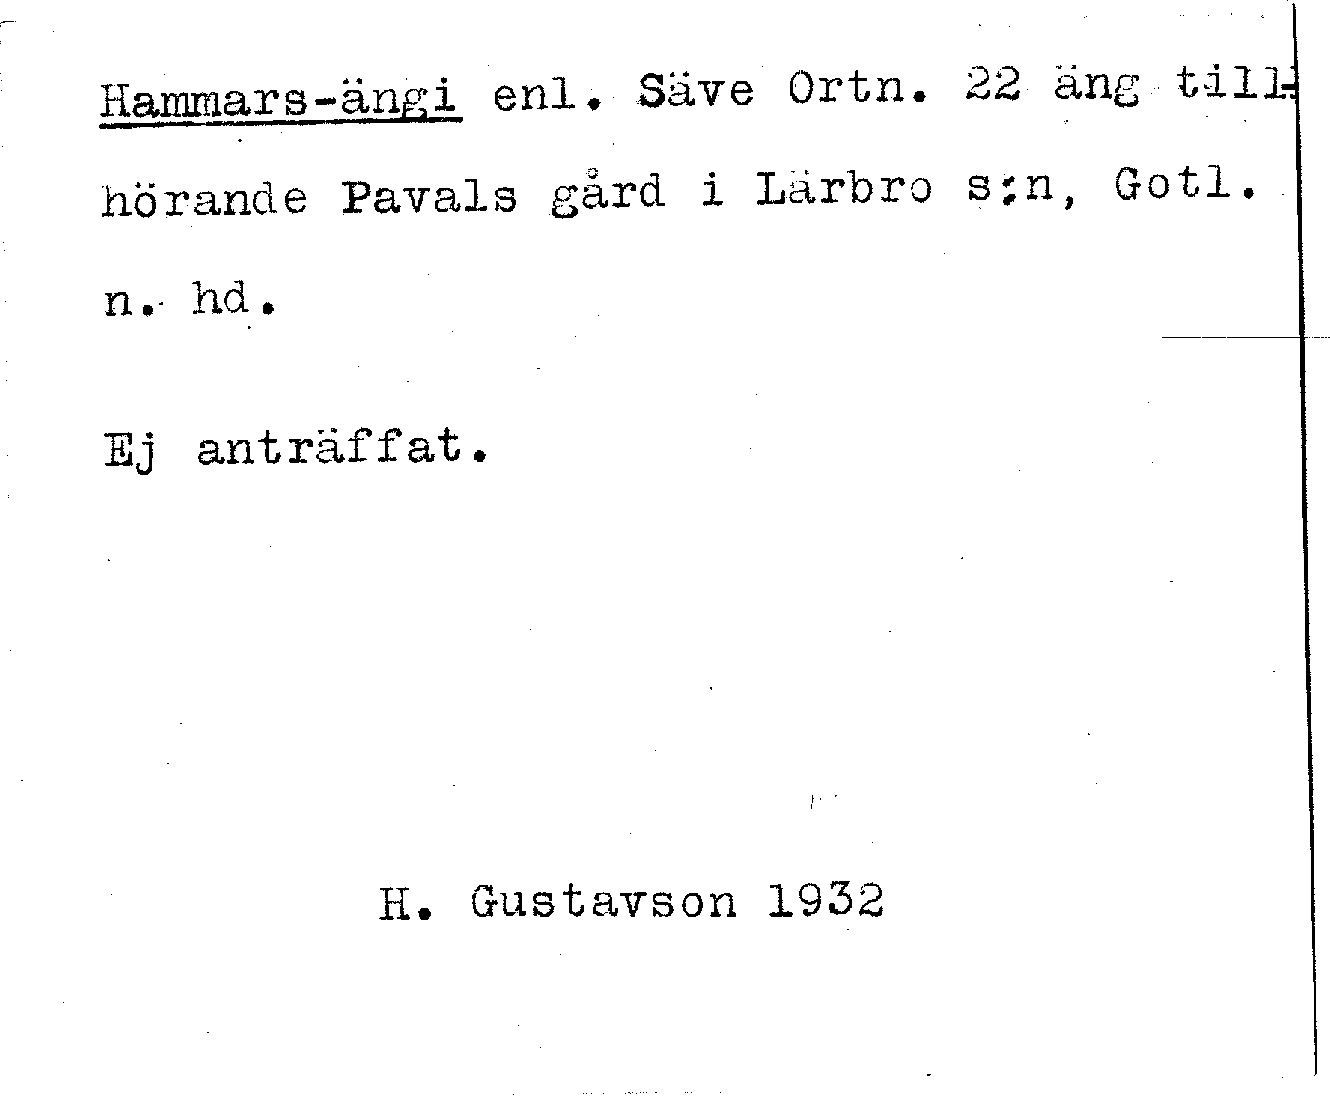 Hammars-ängi enl. Säve Ortn. 22 äng till-
hörande Pavals gård i Lärbro s:n, Gotl.
n. hd.
Ej anträffat.
H. Gustavson 1932